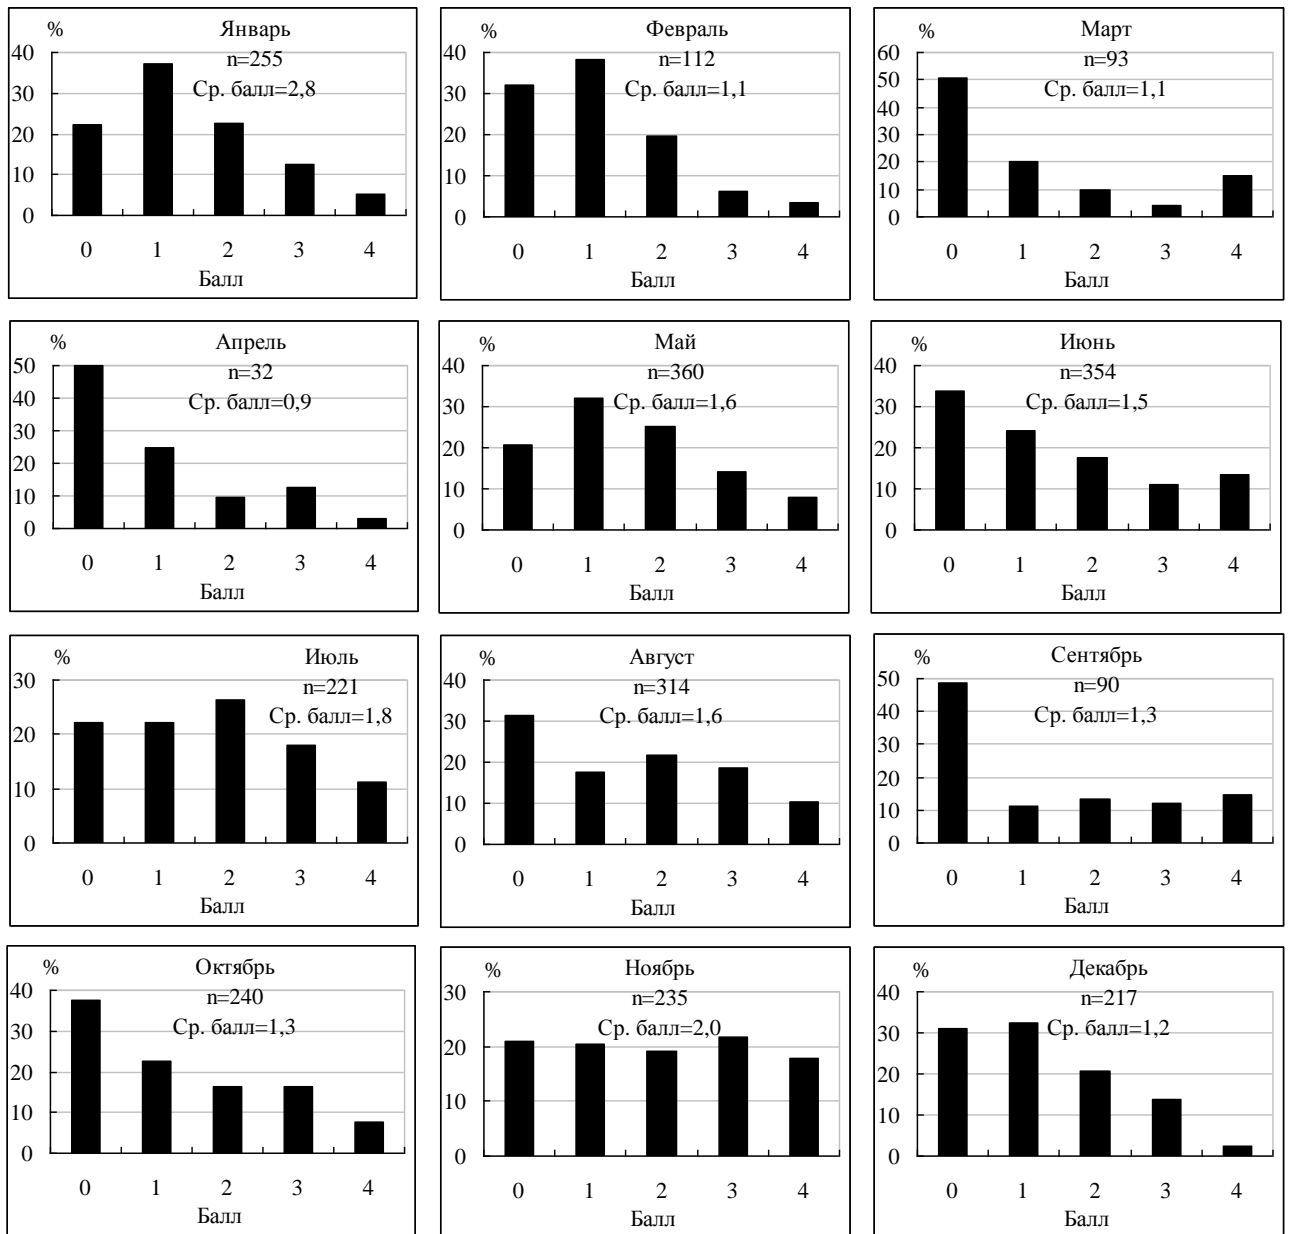 % Январь
n=255
Ср. балл=2,8
40
30
20
10
0
0 1 2 3 4
Балл
% Февраль
n=112
Ср. балл=1,1
40
30
20
10
0
0 1 2 3 4
Балл
% Март
n=93
Ср. балл=1,1
60
50
40
30
20
10
0
0 1 2 3 4
Балл
% Апрель
n=32
Ср. балл=0,9
50
40
30
20
10
0
0 1 2 3 4
Балл
% Май
n=360
Ср. балл=1,6
40
30
20
10
0
0 1 2 3 4
Балл
% Июнь
n=354
Ср. балл=1,5
40
30
20
10
0
0 1 2 3 4
Балл
% Июль
n=221
Ср. балл=1,8
30
20
10
0
0 1 2 3 4
Балл
% Август
n=314
Ср. балл=1,6
40
30
20
10
0
0 1 2 3 4
Балл
% Сентябрь
n=90
Ср. балл=1,3
50
40
30
20
10
0
0 1 2 3 4
Балл
% Октябрь
n=240
Ср. балл=1,3
40
30
20
10
0
0 1 2 3 4
Балл
% Ноябрь
n=235
Ср. балл=2,0
30
20
10
0
0 1 2 3 4
Балл
% Декабрь
n=217
Ср. балл=1,2
40
30
20
10
0
0 1 2 3 4
Балл